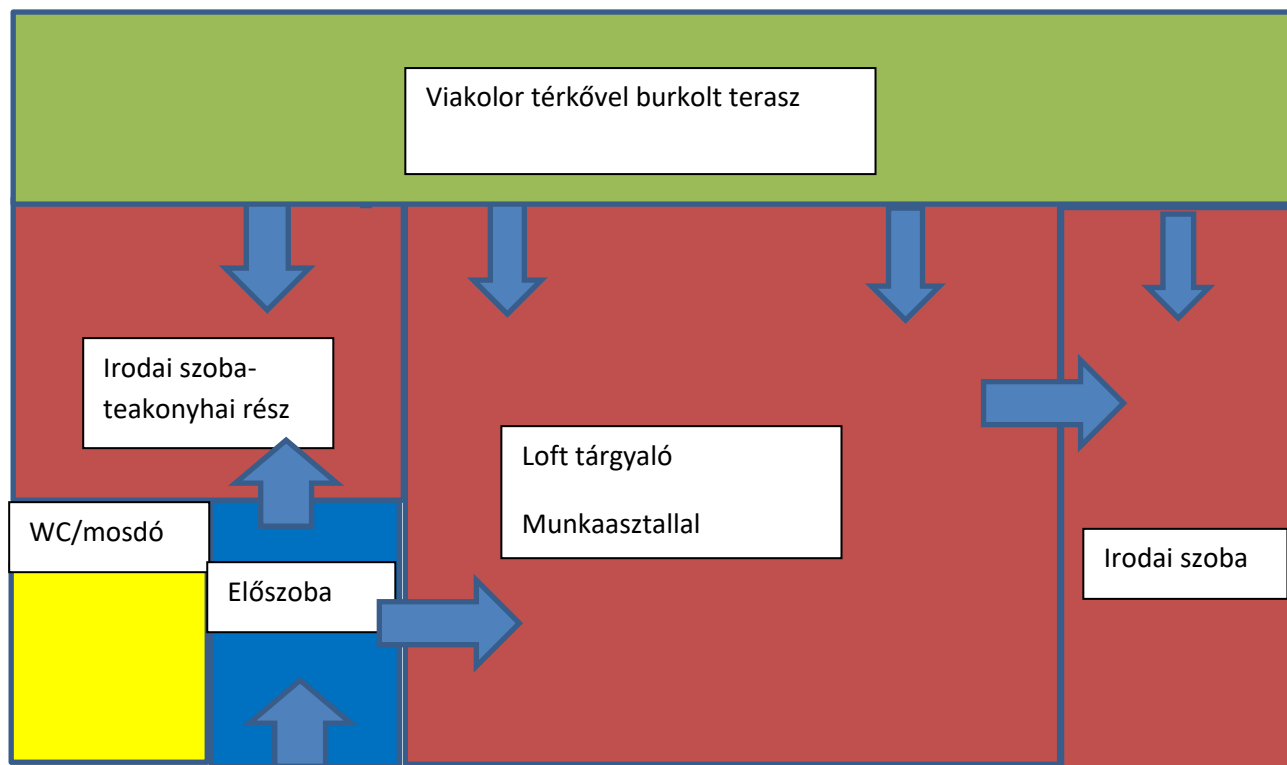 Viakolor térkővel burkolt terasz
Irodai szoba-
teakonyhai rész
Loft tárgyaló
Munkaasztallal
WC/mosdó
Előszoba
Irodai szoba